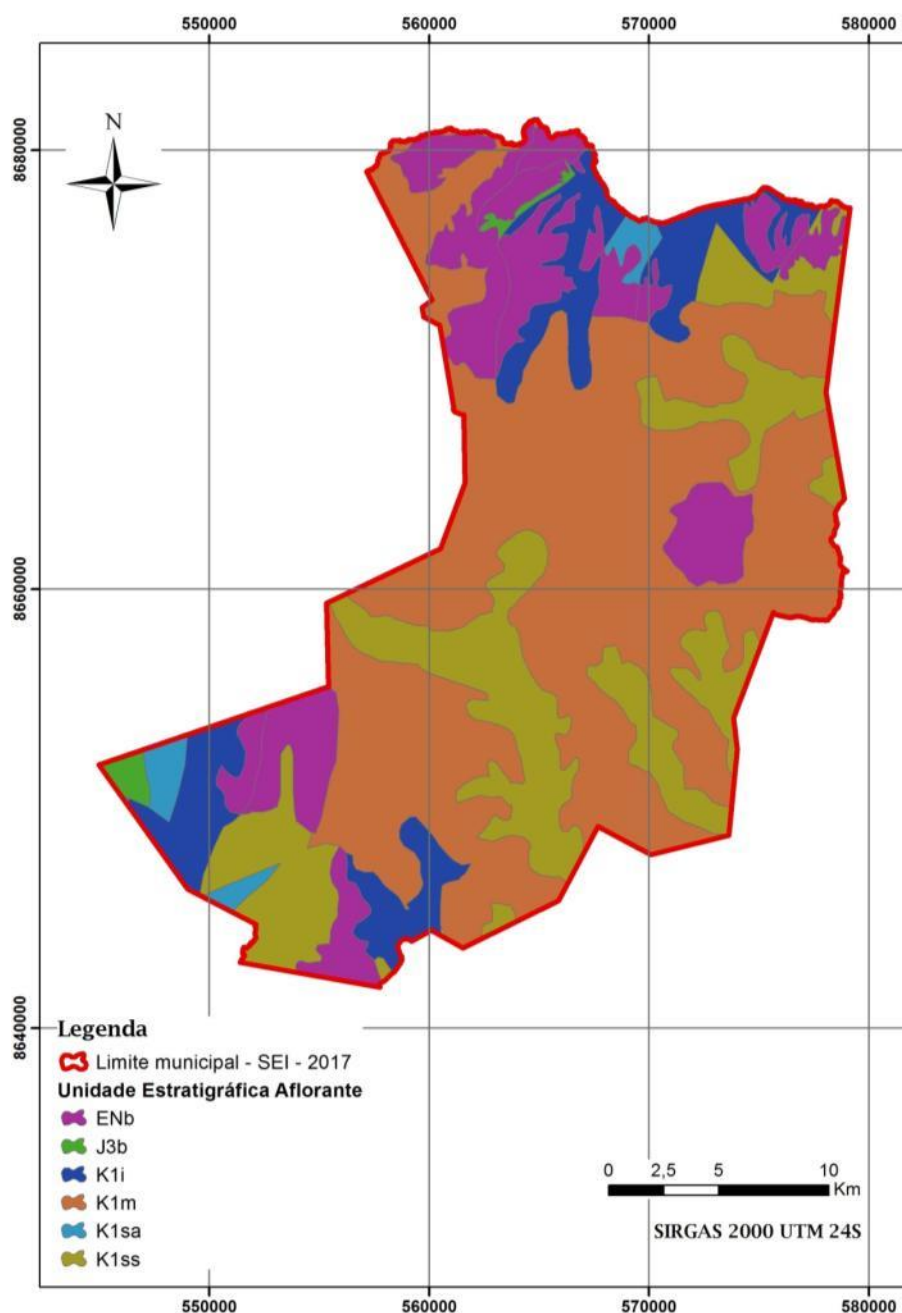 550000 560000 570000 580000
N
8680000
8660000
8640000
Legenda
Limite municipal - SEI - 2017
Unidade Estratigráfica Aflorante
ENb
J3b
K1i
K1m
K1sa
K1ss
0 2,5 5 10
Km
SIRGAS 2000 UTM 24S
550000 560000 570000 580000